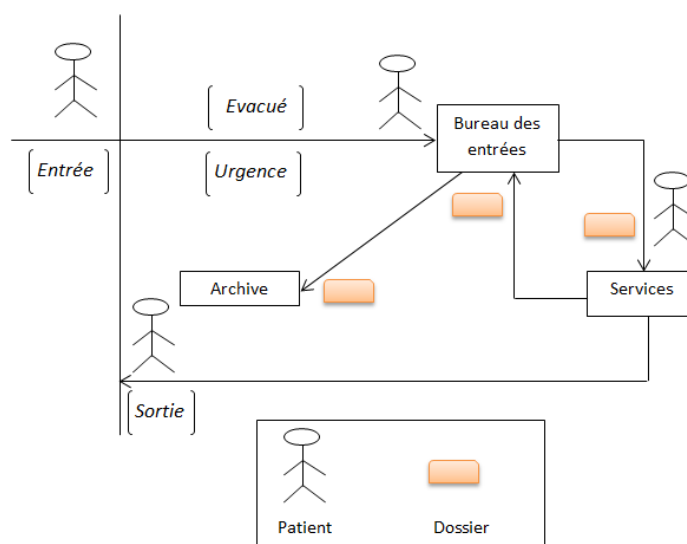 Evacué
Bureau des
entrées
Entrée
Urgence
Archive
Services
Sortie
Patient
Dossier